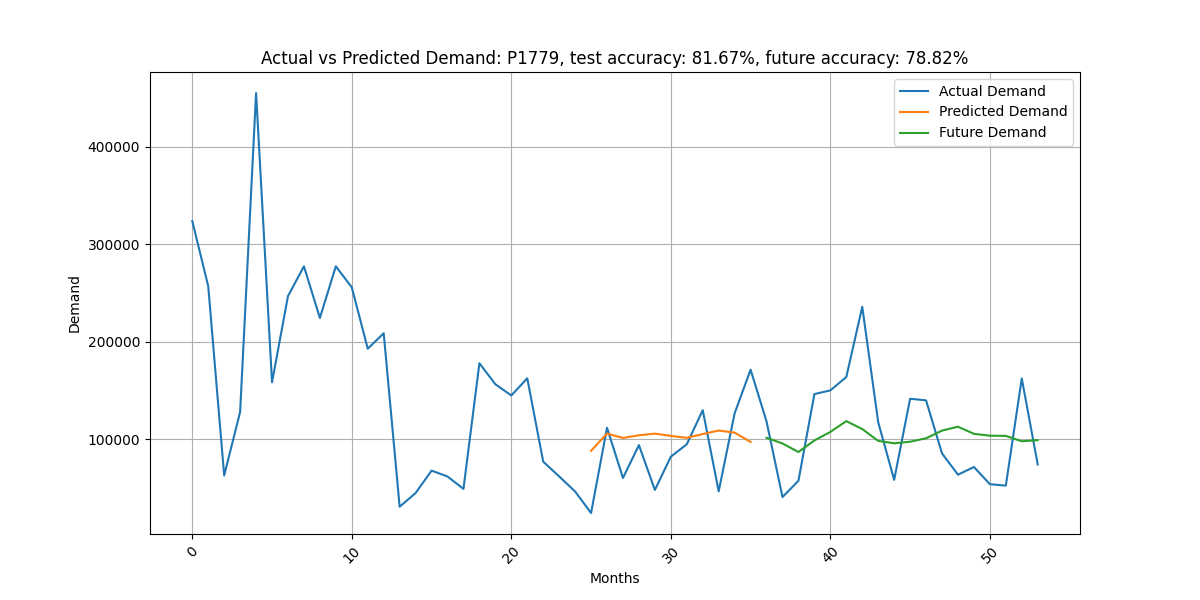 Actual vs Predicted Demand: P1779, test accuracy: 81.67%, future accuracy: 78.82%
Actual Demand
Predicted Demand
Future Demand
400000
300000
200000
100000
Demand
0
10
20
30
40
50
Months